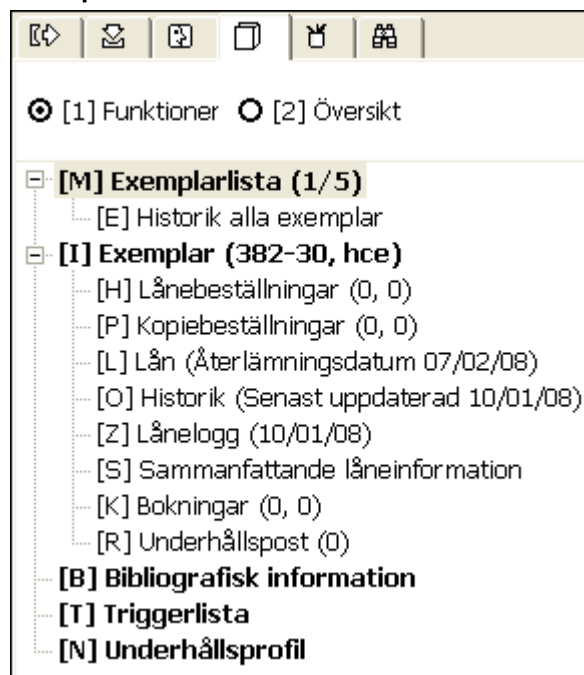 [1] Funktioner [2] Översikt
[M] Exemplarlista (1/5)
[E] Historik alla exemplar
[I] Exemplar (382-30, hce)
[H] Lånebeställningar (0, 0)
[P] Kopiebeställningar (0, 0)
[L] Lån (Återlämningsdatum 07/02/08)
[O] Historik (Senast uppdaterad 10/01/08)
[Z] Lånelogg (10/01/08)
[S] Sammanfattande låneinformation
[K] Bokningar (0, 0)
[R] Underhållspost (0)
[B] Bibliografisk information
[T] Triggerlista
[N] Underhållsprofil